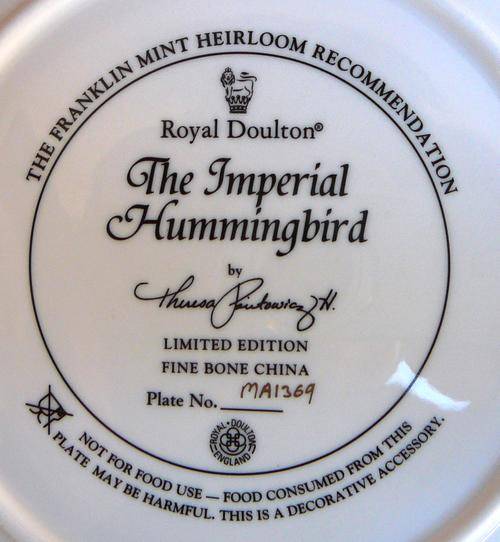 THE FRANKLIN MINT HEIRLOOM RECOMMENDATION
Royal Doulton®
The Imperial
Hummingbird
by
Theresa H.
LIMITED EDITION
FINE BONE CHINA
Plate No. MA1369
ROYAL · DOULTON
ENGLAND
NOT FOR FOOD USE — FOOD CONSUMED FROM THIS
PLATE MAY BE HARMFUL. THIS IS A DECORATIVE ACCESSORY.